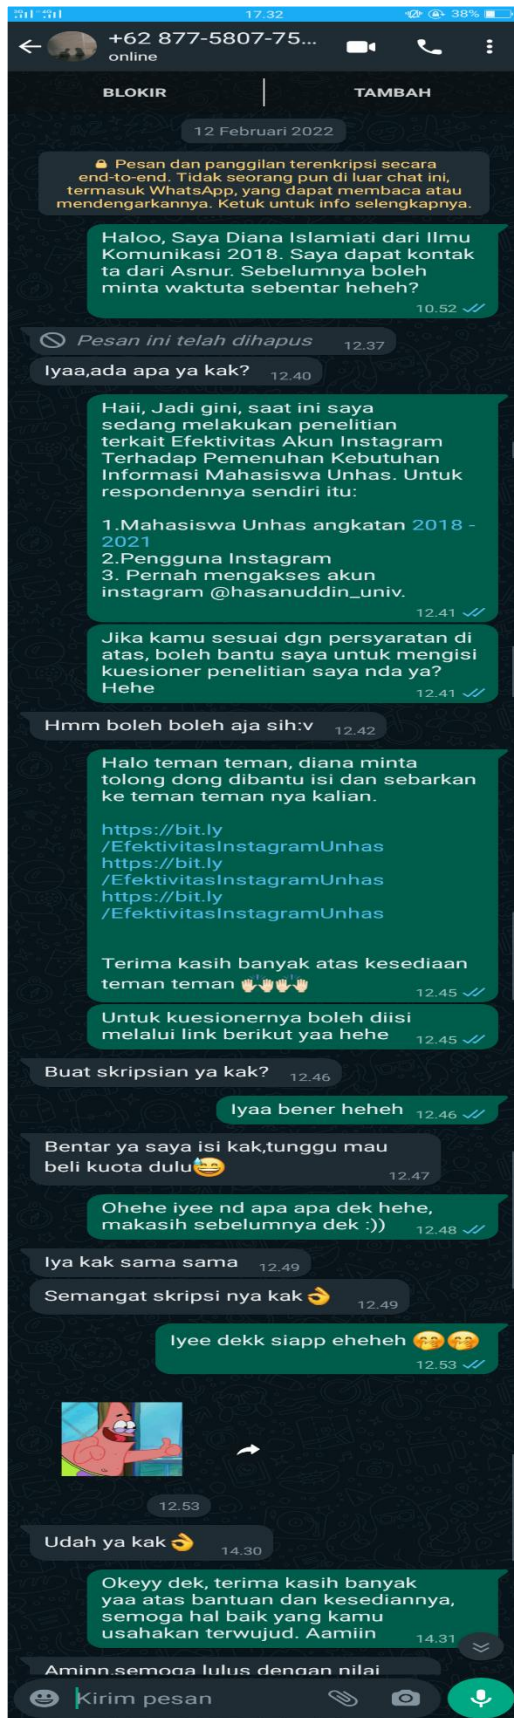 17.32
38%
+62 877-5807-75...
online
BLOKIR
TAMBAH
12 Februari 2022
Pesan dan panggilan terenkripsi secara
end-to-end. Tidak seorang pun di luar chat ini,
termasuk WhatsApp, yang dapat membaca atau
mendengarkannya. Ketuk untuk info selengkapnya.
Haloo, Saya Diana Islamiati dari Ilmu
Komunikasi 2018. Saya dapat kontak
ta dari Asnur. Sebelumnya boleh
minta waktuta sebentar heheh?
10.52
Pesan ini telah dihapus 12.37
Iyaa,ada apa ya kak? 12.40
Haii, Jadi gini, saat ini saya
sedang melakukan penelitian
terkait Efektivitas Akun Instagram
Terhadap Pemenuhan Kebutuhan
Informasi Mahasiswa Unhas. Untuk
respondennya sendiri itu:
1.Mahasiswa Unhas angkatan 2018 -
2021
2.Pengguna Instagram
3. Pernah mengakses akun
instagram @hasanuddin_univ.
12.41
Jika kamu sesuai dgn persyaratan di
atas, boleh bantu saya untuk mengisi
kuesioner penelitian saya nda ya?
Hehe 12.41
Hmm boleh boleh aja sih:v 12.42
Halo teman teman, diana minta
tolong dong dibantu isi dan sebarkan
ke teman teman nya kalian.
https://bit.ly
/EfektivitasInstagramUnhas
https://bit.ly
/EfektivitasInstagramUnhas
https://bit.ly
/EfektivitasInstagramUnhas
Terima kasih banyak atas kesediaan
teman teman 🙌🏻🙌🏻 12.45
Untuk kuesionernya boleh diisi
melalui link berikut yaa hehe 12.45
Buat skripsian ya kak? 12.46
Iyaa bener heheh 12.46
Bentar ya saya isi kak,tunggu mau
beli kuota dulu😅 12.47
Ohehe iyee nd apa apa dek hehe,
makasih sebelumnya dek :)) 12.48
Iya kak sama sama 12.49
Semangat skripsi nya kak👌 12.49
Iyee dekk siapp eheheh 🤭🤭
12.53
12.53
Udah ya kak👌 14.30
Okeyy dek, terima kasih banyak
yaa atas bantuan dan kesediannya,
semoga hal baik yang kamu
usahakan terwujud. Aamiin 14.31
Aminn,semoga lulus dengan nilai
Kirim pesan